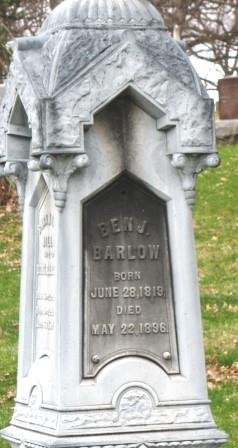 BENJ.
BARLOW
BORN
JUNE 28, 1819.
DIED
MAY 22, 1896.